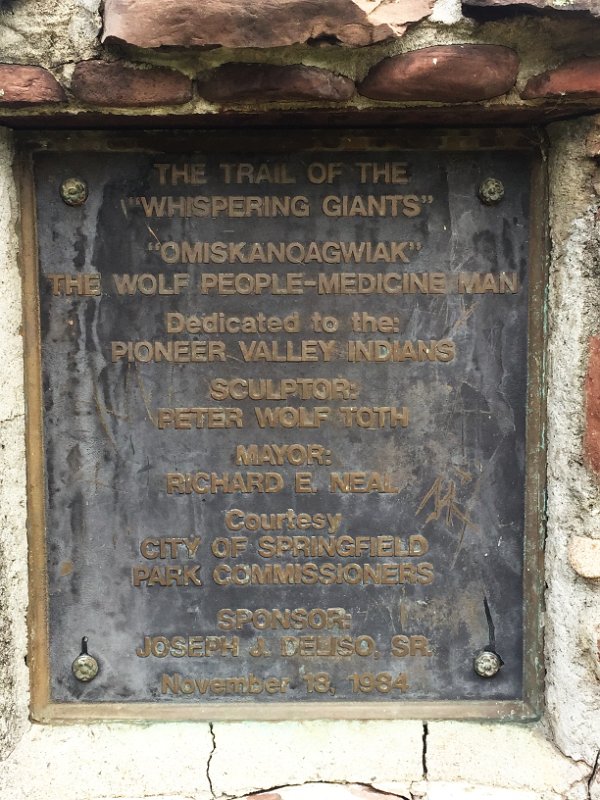 THE TRAIL OF THE
"WHISPERING GIANTS"
"OMISKANOAGWIAK"
THE WOLF PEOPLE-MEDICINE MAN
Dedicated to the:
PIONEER VALLEY INDIANS
SCULPTOR:
PETER WOLF TOTH
MAYOR:
RICHARD E. NEAL
Courtesy
CITY OF SPRINGFIELD
PARK COMMISSIONERS
SPONSOR:
JOSEPH J. DELISO, SR.
November 18, 1984